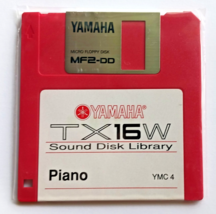 YAMAHA
MICRO FLOPPY DISK
MF2-DD
YAMAHA®
TX16W
Sound Disk Library
Piano YMC 4